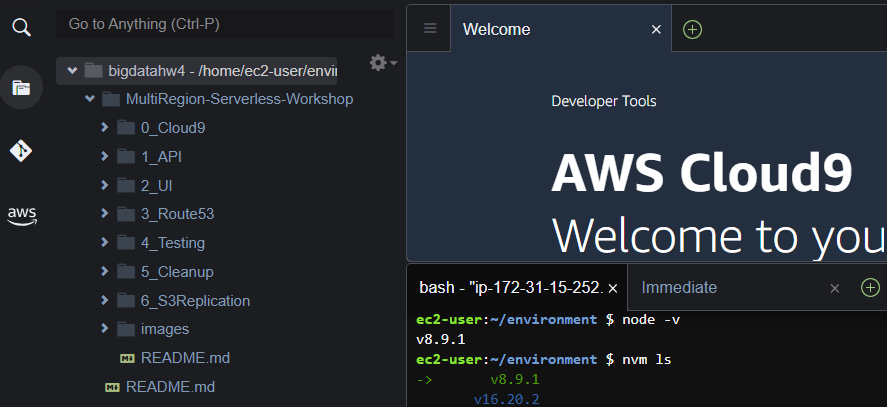 Go to Anything (Ctrl-P)
bigdatahw4 - /home/ec2-user/envir
MultiRegion-Serverless-Workshop
0_Cloud9
1_API
2_UI
3_Route53
4_Testing
5_Cleanup
6_S3Replication
images
README.md
README.md
aws
Welcome
Developer Tools
AWS Cloud9
Welcome to you
bash - "ip-172-31-15-252.
Immediate
ec2-user:~/environment $ node -v
v8.9.1
ec2-user:~/environment $ nvm ls
-> v8.9.1
v16.20.2